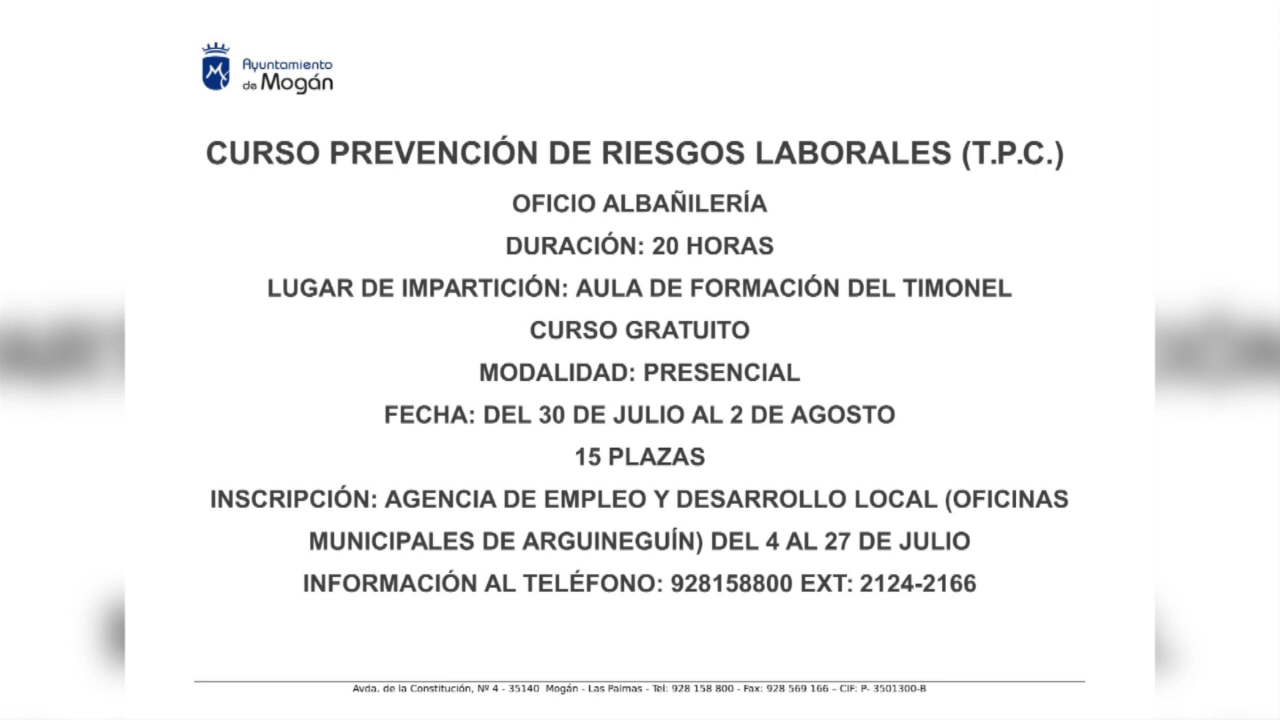 Ayuntamiento
de Mogán
CURSO PREVENCIÓN DE RIESGOS LABORALES (T.P.C.)
OFICIO ALBAÑILERÍA
DURACIÓN: 20 HORAS
LUGAR DE IMPARTICIÓN: AULA DE FORMACIÓN DEL TIMONEL
CURSO GRATUITO
MODALIDAD: PRESENCIAL
FECHA: DEL 30 DE JULIO AL 2 DE AGOSTO
15 PLAZAS
INSCRIPCIÓN: AGENCIA DE EMPLEO Y DESARROLLO LOCAL (OFICINAS
MUNICIPALES DE ARGUINEGUÍN) DEL 4 AL 27 DE JULIO
INFORMACIÓN AL TELÉFONO: 928158800 EXT: 2124-2166
Avda. de la Constitución, Nº 4 - 35140 Mogán - Las Palmas - Tel: 928 158 800 - Fax: 928 569 166 – CIF: P- 3501300-B